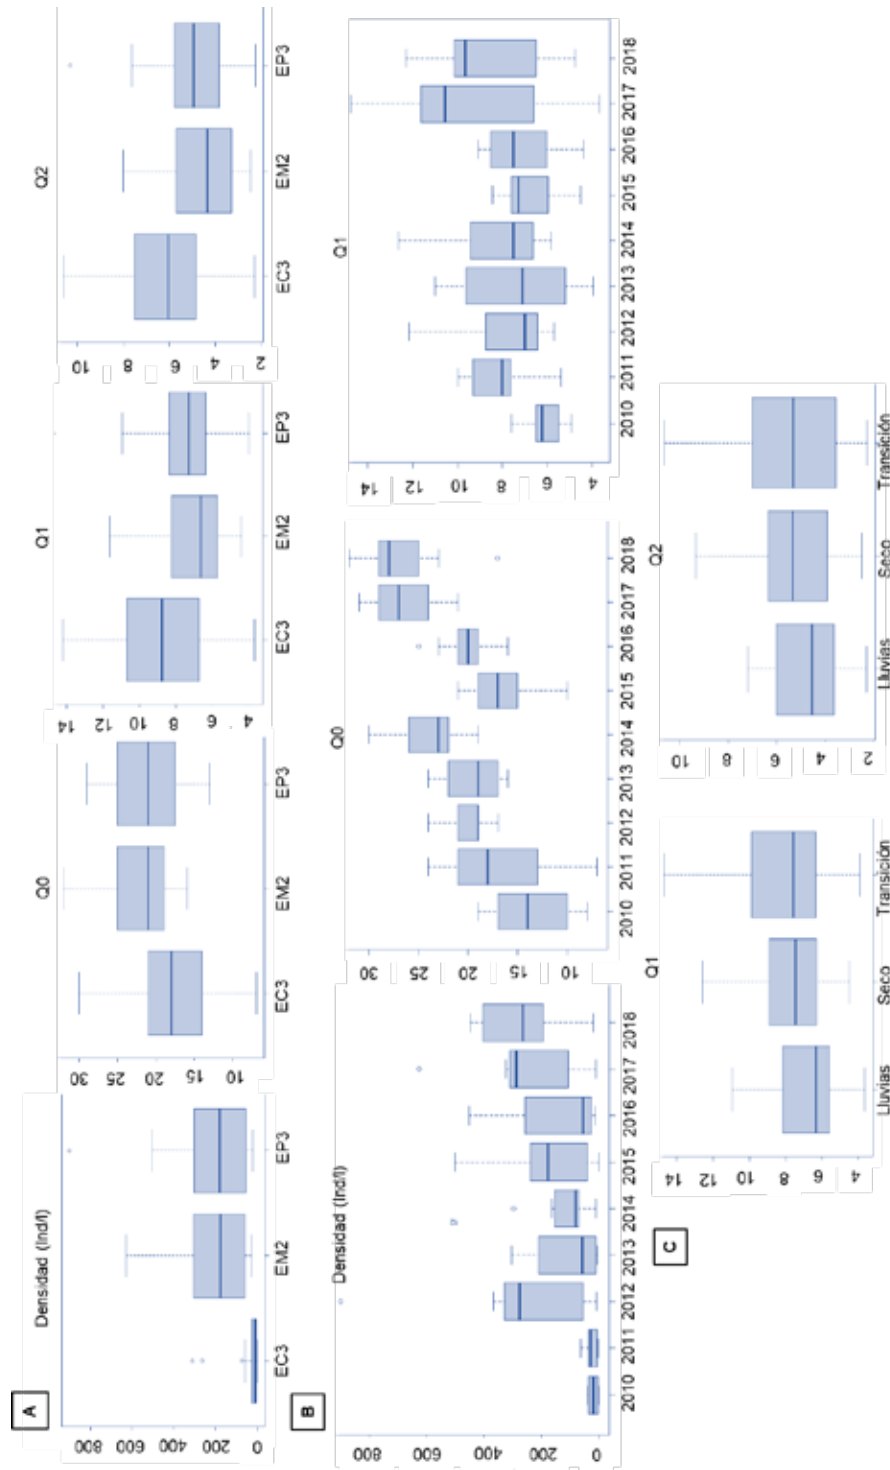 A
Densidad (Ind/l)
800
600
400
200
0
EC3 EM2 EP3
Q0
30
25
20
15
10
EC3 EM2 EP3
Q1
14
12
10
8
6
4
EC3 EM2 EP3
Q2
10
8
6
4
2
EC3 EM2 EP3
B
Densidad (Ind/l)
800
600
400
200
0
2010 2011 2012 2013 2014 2015 2016 2017 2018
Q0
30
25
20
15
10
2010 2011 2012 2013 2014 2015 2016 2017 2018
Q1
14
12
10
8
6
4
2010 2011 2012 2013 2014 2015 2016 2017 2018
C
Q1
14
12
10
8
6
4
Lluvias Seco Transición
Q2
10
8
6
4
2
Lluvias Seco Transición